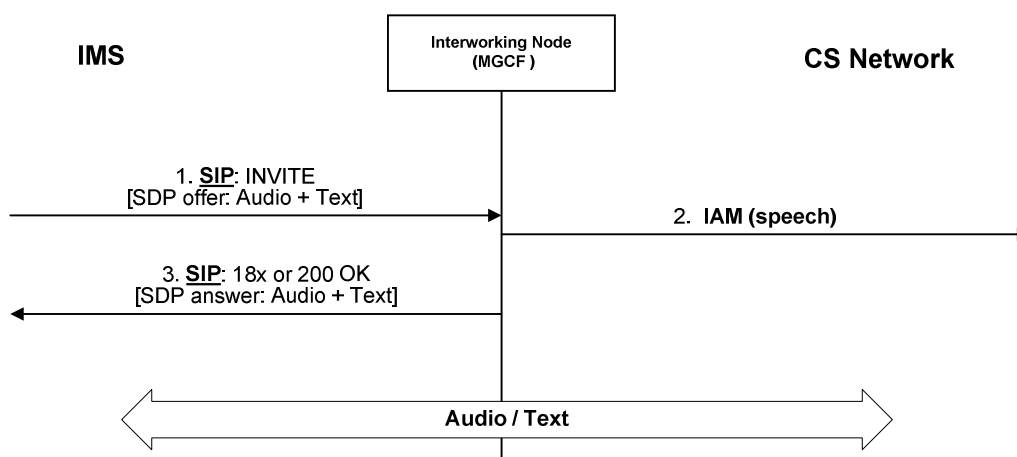 IMS
Interworking Node
(MGCF )
CS Network
1. SIP: INVITE
[SDP offer: Audio + Text]
2. IAM (speech)
3. SIP: 18x or 200 OK
[SDP answer: Audio + Text]
Audio / Text